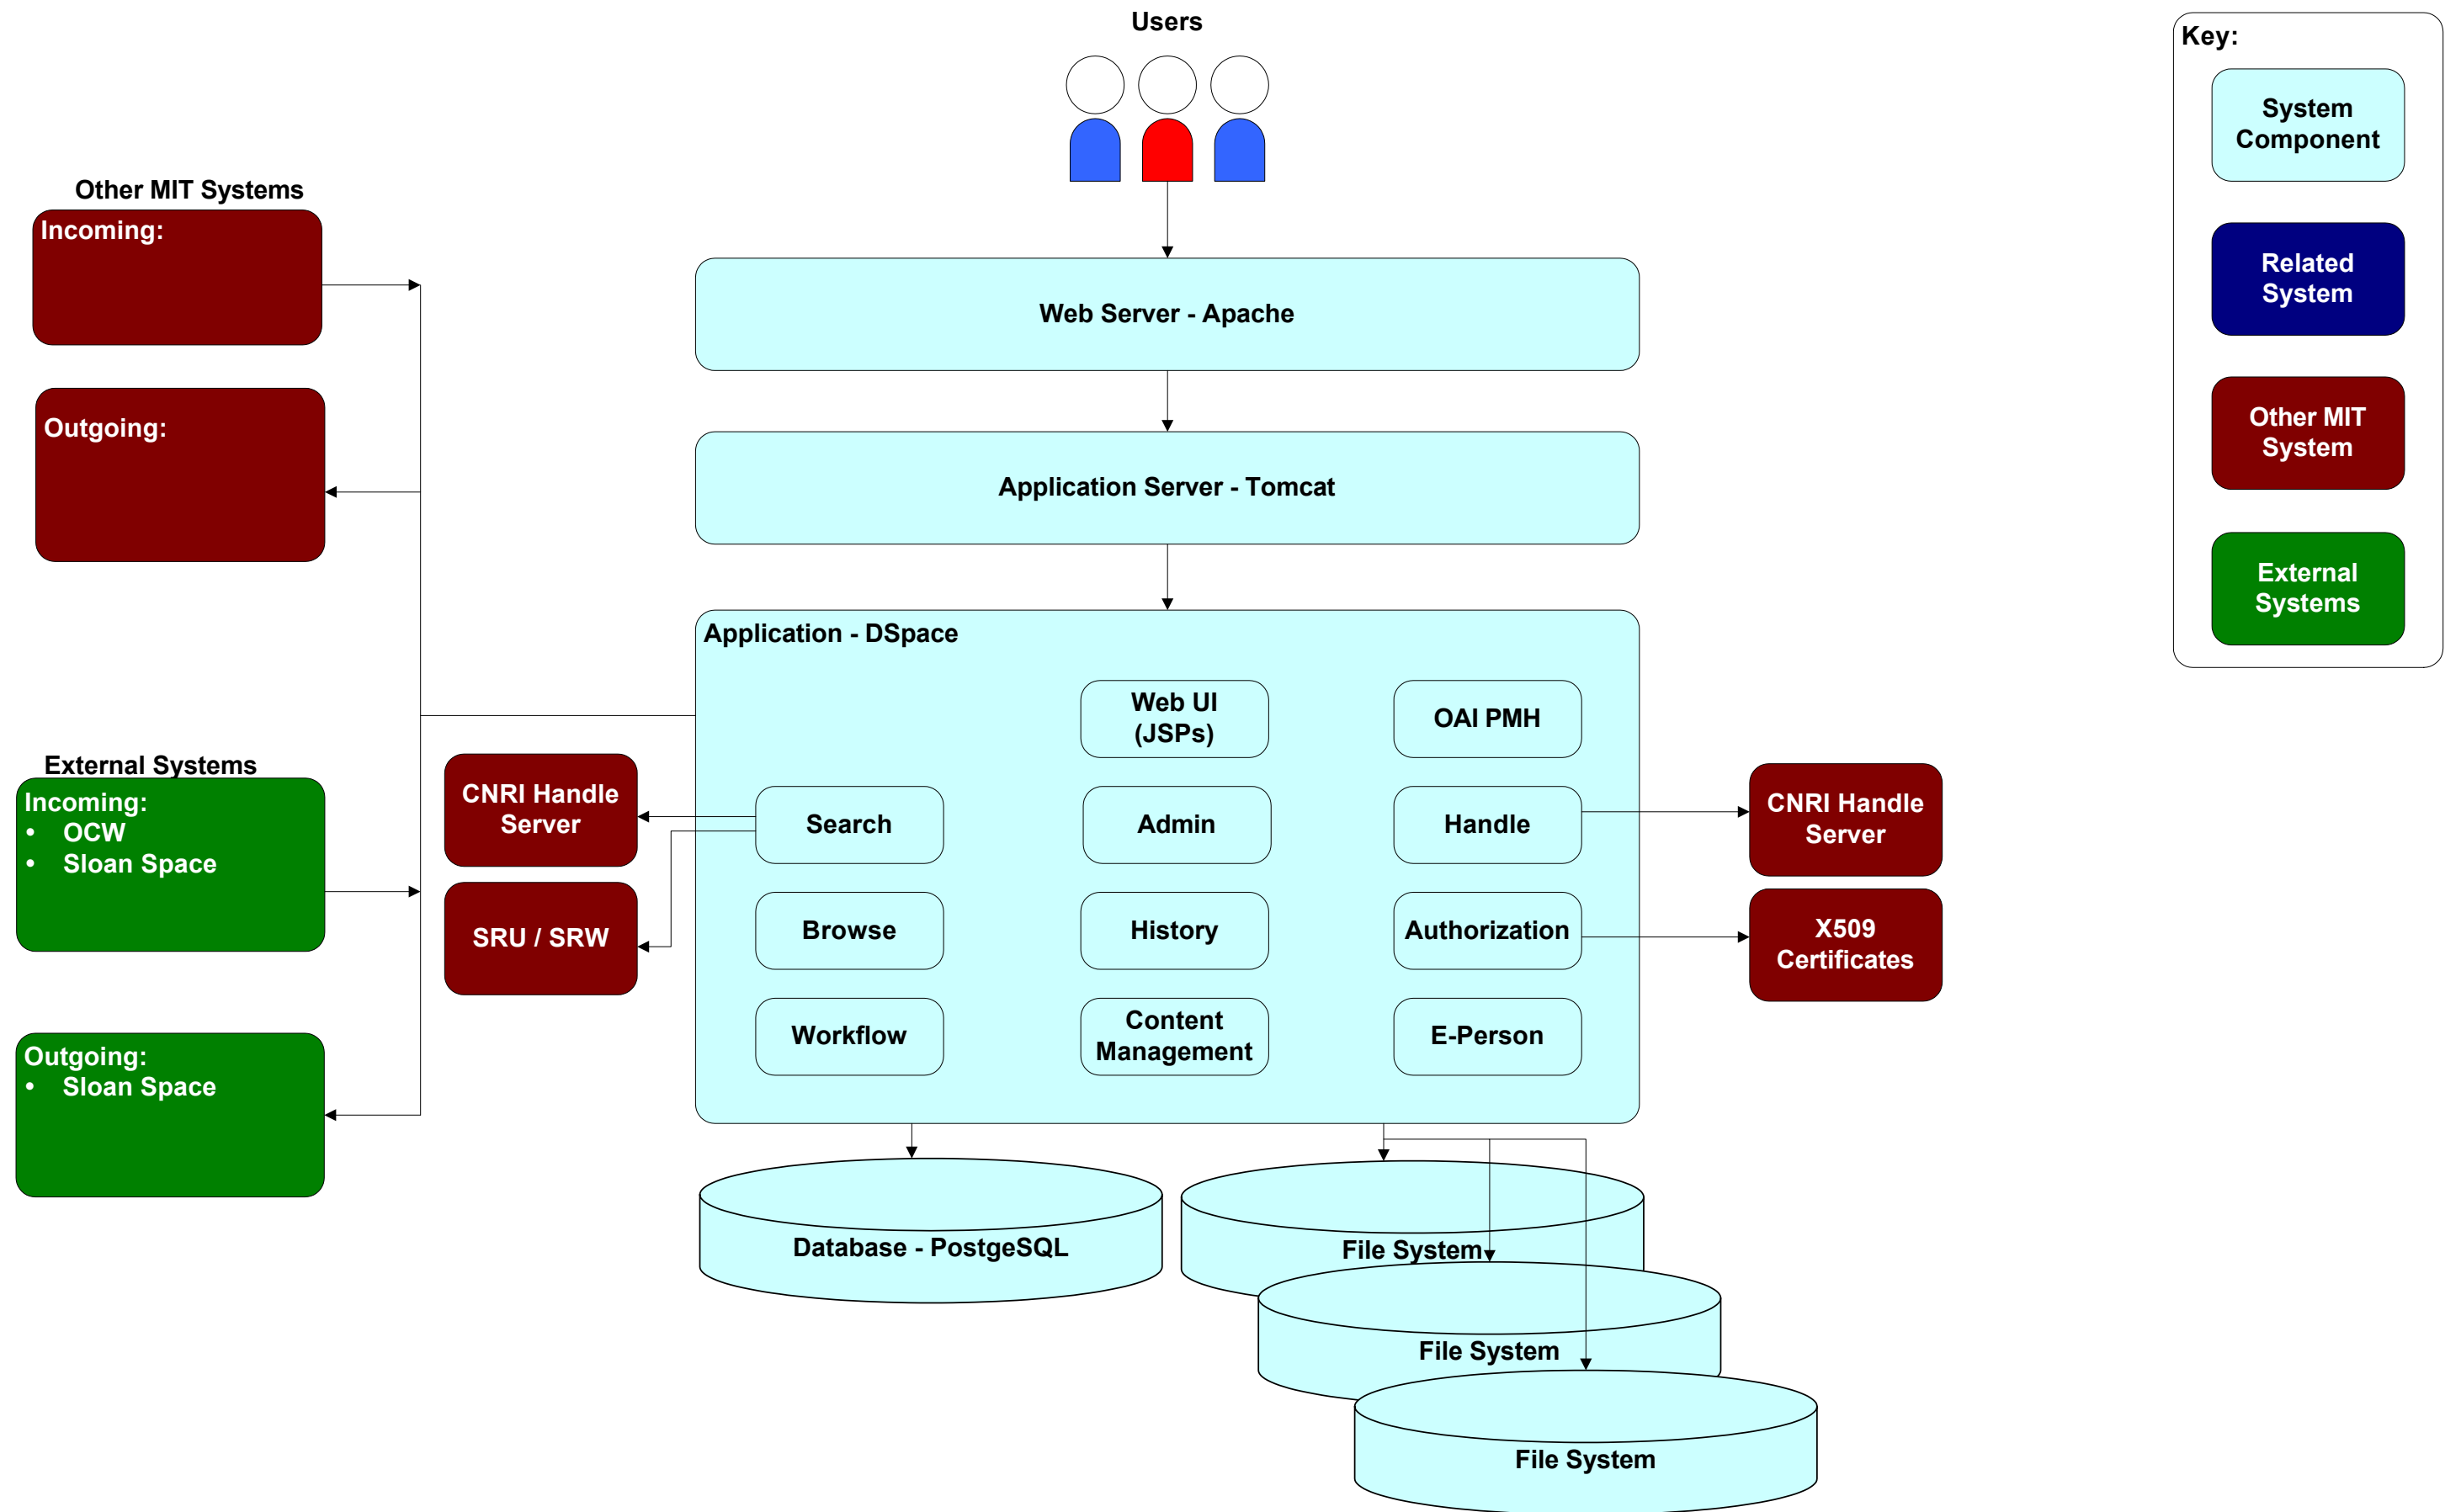 Users
Key:
System
Component
Related
System
Other MIT
System
External
Systems
Other MIT Systems
Incoming:
Outgoing:
External Systems
Incoming:
• OCW
• Sloan Space
Outgoing:
• Sloan Space
Web Server - Apache
Application Server - Tomcat
Application - DSpace
Web UI
(JSPs)
OAI PMH
Search
Admin
Handle
Browse
History
Authorization
Workflow
Content
Management
E-Person
CNRI Handle
Server
SRU / SRW
CNRI Handle
Server
X509
Certificates
Database - PostgeSQL
File System
File System
File System